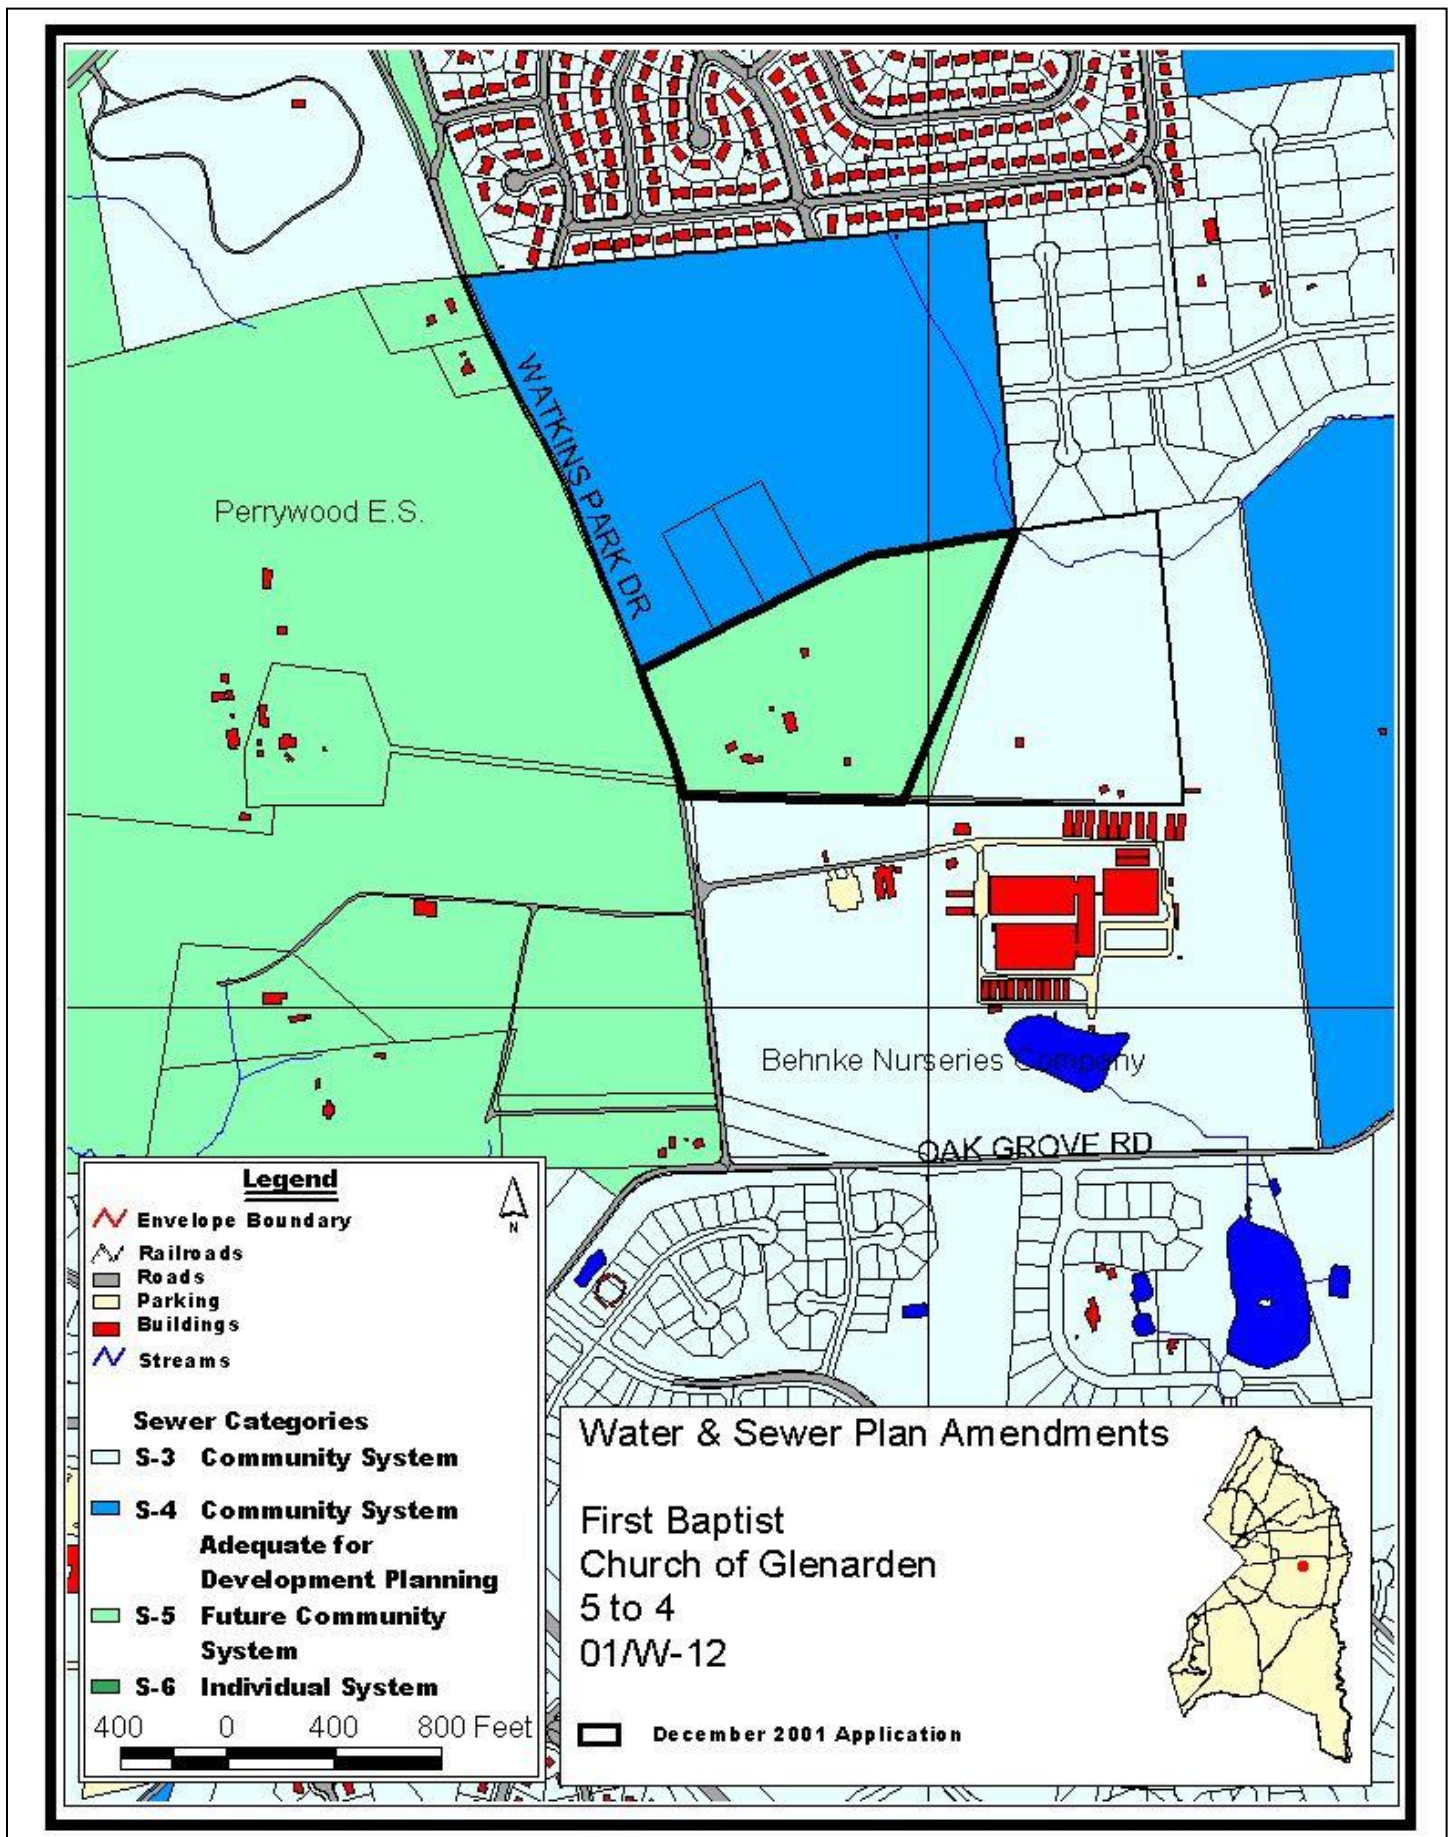 WATKINS PARK DR
Perrywood E.S.
Behnke Nurseries Company
OAK GROVE RD
Legend
N
Envelope Boundary
Railroads
Roads
Parking
Buildings
Streams
Sewer Categories
S-3 Community System
S-4 Community System
Adequate for
Development Planning
S-5 Future Community
System
S-6 Individual System
400 0 400 800 Feet
Water & Sewer Plan Amendments
First Baptist
Church of Glenarden
5 to 4
01/W-12
December 2001 Application